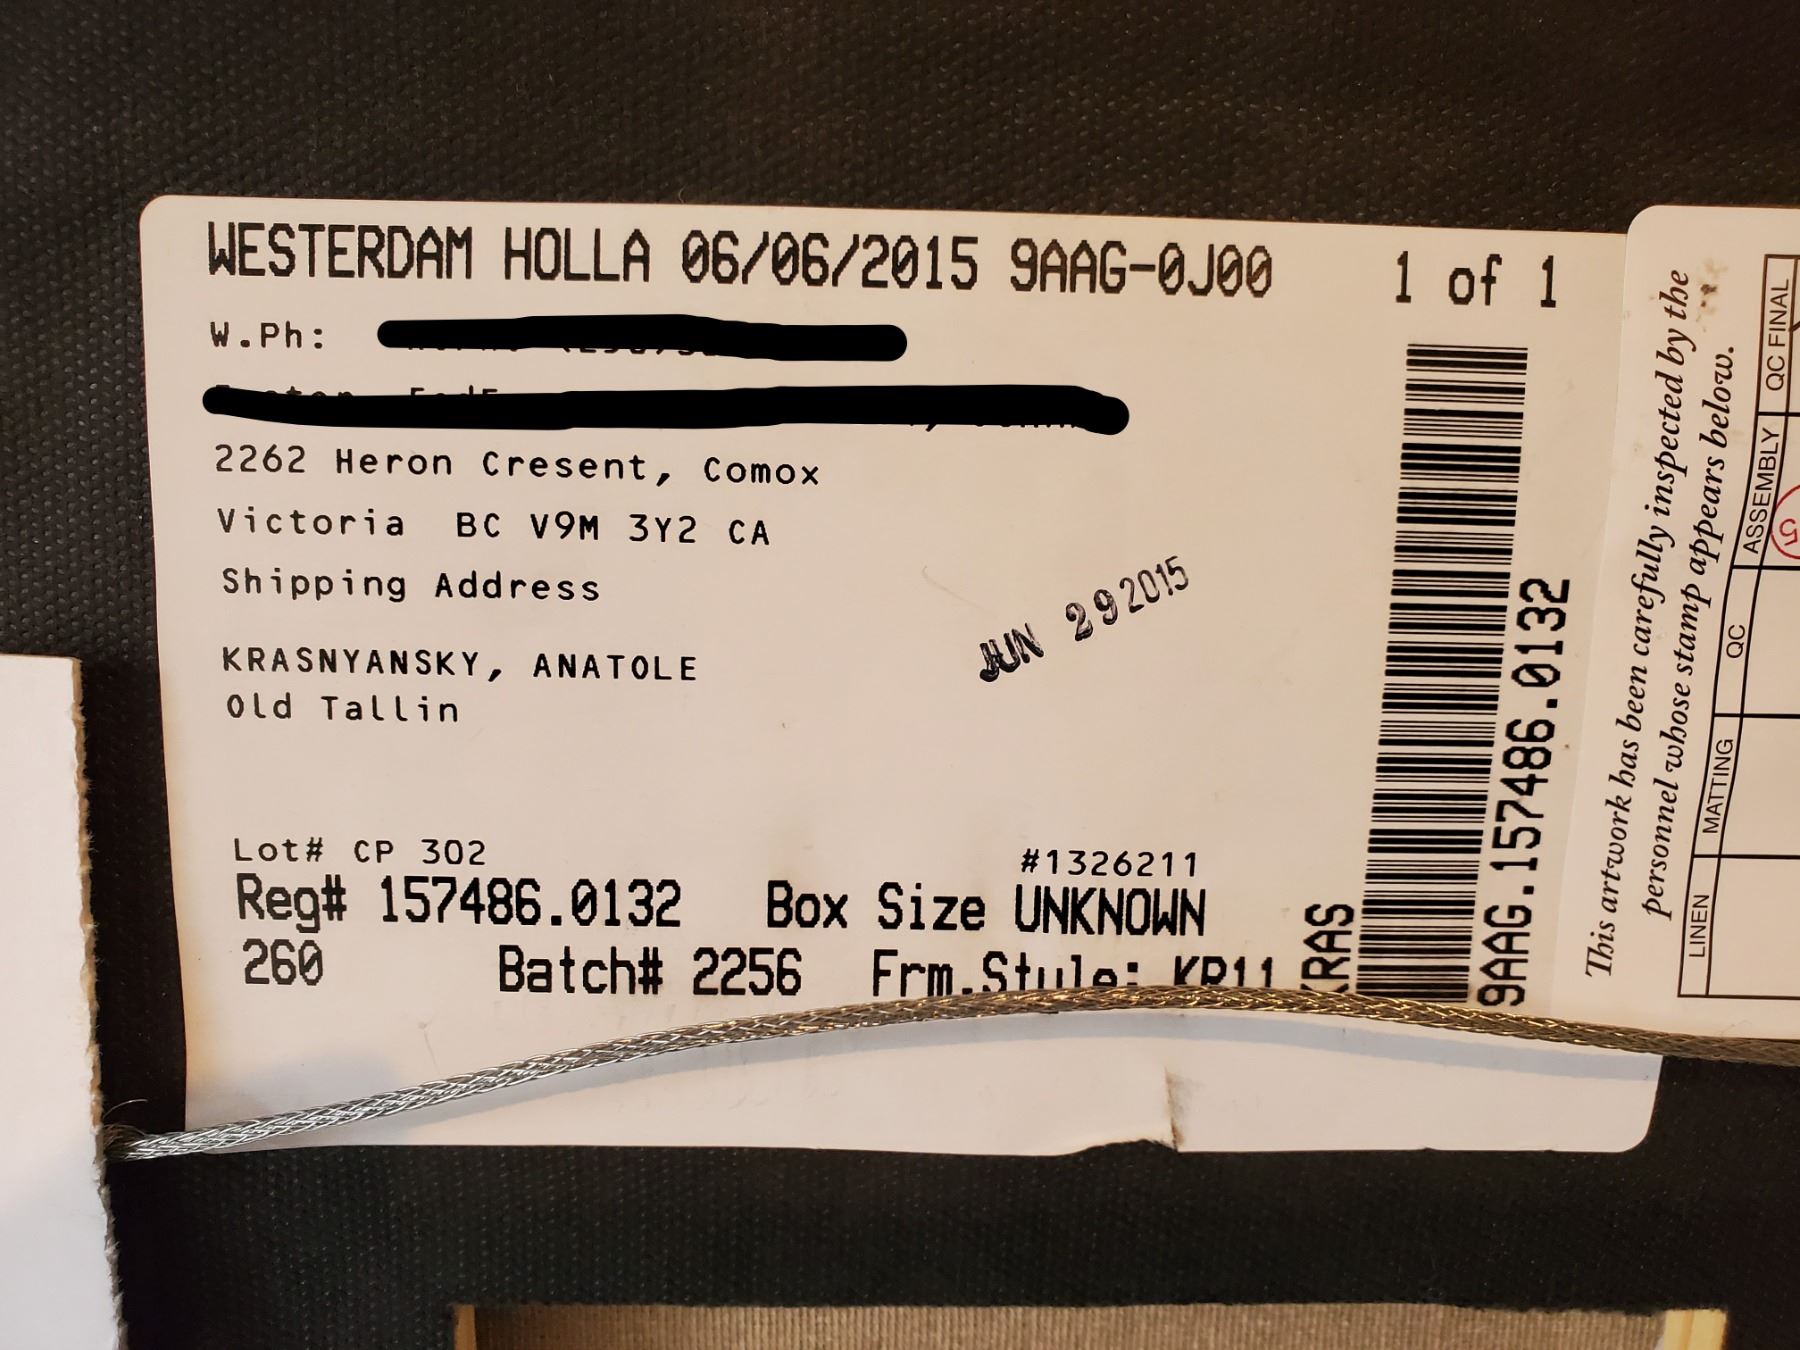 WESTERDAM HOLLA 06/06/2015 9AAG-0J00 1 of 1
W.Ph:
2262 Heron Cresent, Comox
Victoria BC V9M 3Y2 CA
Shipping Address
JUN 29 2015
KRASNYANSKY, ANATOLE
Old Tallin
Lot# CP 302 #1326211
Reg# 157486.0132 Box Size UNKNOWN
260 Batch# 2256 Frm.Style: KR11
KRAS
9AAG.157486.0132
This artwork has been carefully inspected by the
personnel whose stamp appears below.
LINEN MATTING QC ASSEMBLY QC FINAL
5